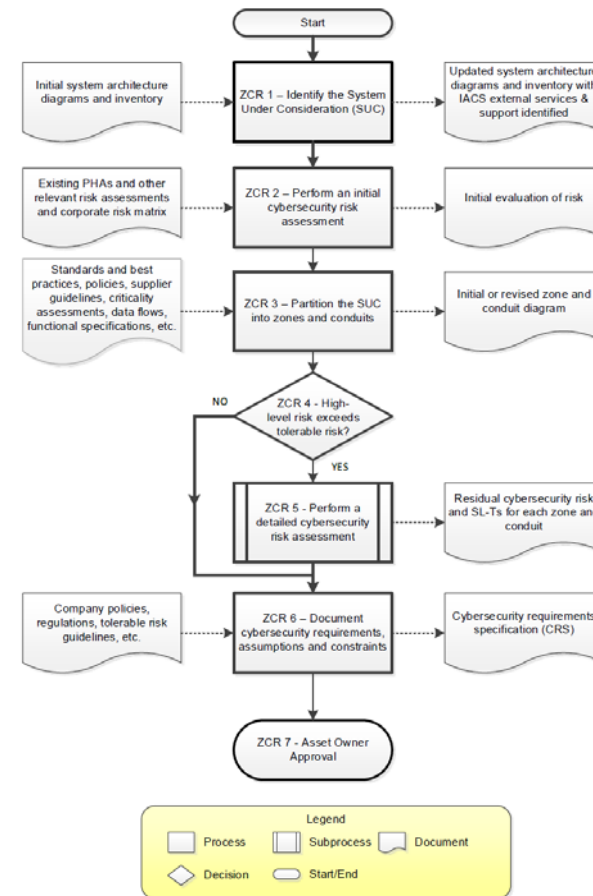 Start
Initial system architecture
diagrams and inventory
ZCR 1 – Identify the System
Under Consideration (SUC)
Updated system architecture
diagrams and inventory with
IACS external services &
support identified
Existing PHAs and other
relevant risk assessments
and corporate risk matrix
ZCR 2 – Perform an initial
cybersecurity risk
assessment
Initial evaluation of risk
Standards and best
practices, policies, supplier
guidelines, criticality
assessments, data flows,
functional specifications, etc.
ZCR 3 – Partition the SUC
into zones and conduits
Initial or revised zone and
conduit diagram
ZCR 4 - High-
level risk exceeds
tolerable risk?
NO
YES
ZCR 5 - Perform a
detailed cybersecurity
risk assessment
Residual cybersecurity risk
and SL-Ts for each zone and
conduit
Company policies,
regulations, tolerable risk
guidelines, etc.
ZCR 6 – Document
cybersecurity requirements,
assumptions and constraints
Cybersecurity requirements
specification (CRS)
ZCR 7 - Asset Owner
Approval
Legend
Process
Subprocess
Document
Decision
Start/End